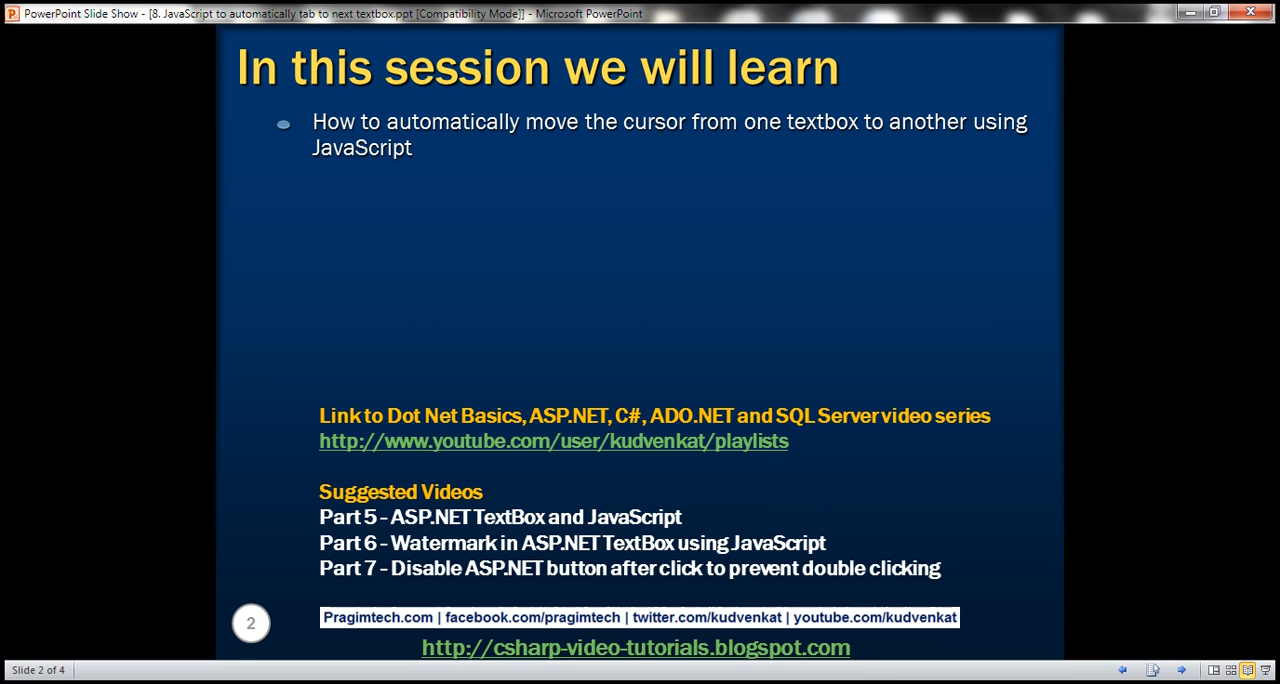 PowerPoint Slide Show - [8. JavaScript to automatically tab to next textbox.ppt [Compatibility Mode]] - Microsoft PowerPoint
In this session we will learn
How to automatically move the cursor from one textbox to another using
JavaScript
Link to Dot Net Basics, ASP.NET, C#, ADO.NET and SQL Server video series
http://www.youtube.com/user/kudvenkat/playlists
Suggested Videos
Part 5 - ASP.NET TextBox and JavaScript
Part 6 - Watermark in ASP.NET TextBox using JavaScript
Part 7 - Disable ASP.NET button after click to prevent double clicking
2
Pragimtech.com | facebook.com/pragimtech | twitter.com/kudvenkat | youtube.com/kudvenkat
http://csharp-video-tutorials.blogspot.com
Slide 2 of 4